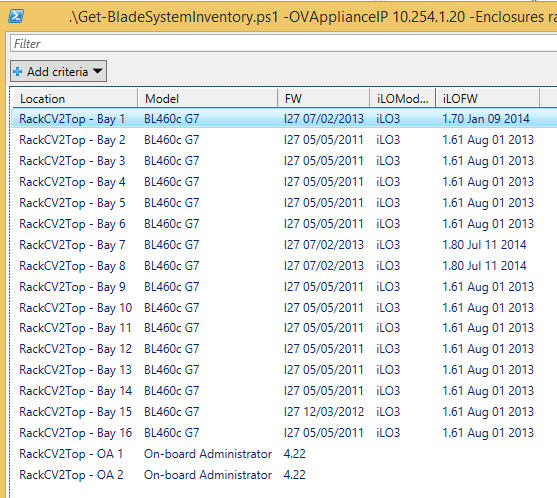 .\Get-BladeSystemInventory.ps1 -OVApplianceIP 10.254.1.20 -Enclosures ra
Filter
Add criteria
Location Model FW iLOMod... iLOFW
RackCV2Top - Bay 1 BL460c G7 I27 07/02/2013 iLO3 1.70 Jan 09 2014
RackCV2Top - Bay 2 BL460c G7 I27 05/05/2011 iLO3 1.61 Aug 01 2013
RackCV2Top - Bay 3 BL460c G7 I27 05/05/2011 iLO3 1.61 Aug 01 2013
RackCV2Top - Bay 4 BL460c G7 I27 05/05/2011 iLO3 1.61 Aug 01 2013
RackCV2Top - Bay 5 BL460c G7 I27 05/05/2011 iLO3 1.61 Aug 01 2013
RackCV2Top - Bay 6 BL460c G7 I27 05/05/2011 iLO3 1.61 Aug 01 2013
RackCV2Top - Bay 7 BL460c G7 I27 07/02/2013 iLO3 1.80 Jul 11 2014
RackCV2Top - Bay 8 BL460c G7 I27 07/02/2013 iLO3 1.80 Jul 11 2014
RackCV2Top - Bay 9 BL460c G7 I27 05/05/2011 iLO3 1.61 Aug 01 2013
RackCV2Top - Bay 10 BL460c G7 I27 05/05/2011 iLO3 1.61 Aug 01 2013
RackCV2Top - Bay 11 BL460c G7 I27 05/05/2011 iLO3 1.61 Aug 01 2013
RackCV2Top - Bay 12 BL460c G7 I27 05/05/2011 iLO3 1.61 Aug 01 2013
RackCV2Top - Bay 13 BL460c G7 I27 05/05/2011 iLO3 1.61 Aug 01 2013
RackCV2Top - Bay 14 BL460c G7 I27 05/05/2011 iLO3 1.61 Aug 01 2013
RackCV2Top - Bay 15 BL460c G7 I27 12/03/2012 iLO3 1.61 Aug 01 2013
RackCV2Top - Bay 16 BL460c G7 I27 05/05/2011 iLO3 1.61 Aug 01 2013
RackCV2Top - OA 1 On-board Administrator 4.22
RackCV2Top - OA 2 On-board Administrator 4.22